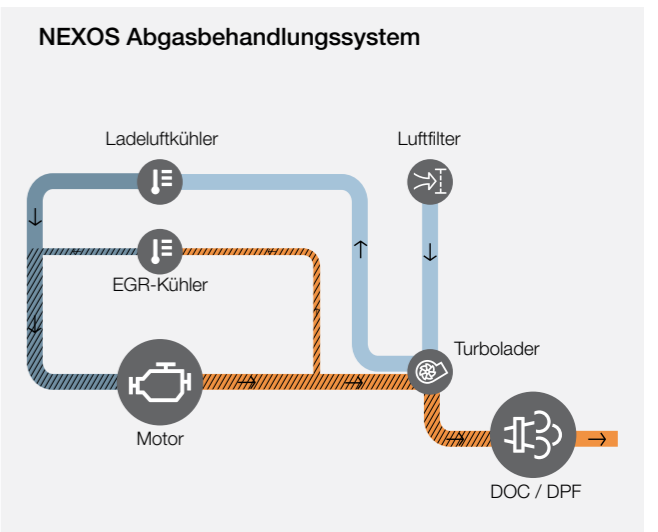 NEXOS Abgasbehandlungssystem
Ladeluftkühler
Luftfilter
EGR-Kühler
Turbolader
Motor
DOC / DPF